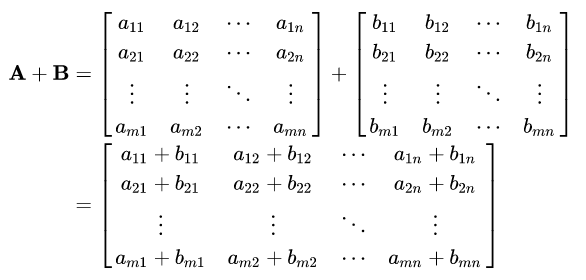 A + B = [ a11 a12 ⋯ a1n ] + [ b11 b12 ⋯ b1n ]
a21 a22 ⋯ a2n b21 b22 ⋯ b2n
⋮ ⋮ ⋱ ⋮ ⋮ ⋮ ⋱ ⋮
am1 am2 ⋯ amn bm1 bm2 ⋯ bmn
= [ a11 + b11 a12 + b12 ⋯ a1n + b1n ]
a21 + b21 a22 + b22 ⋯ a2n + b2n
⋮ ⋮ ⋱ ⋮
am1 + bm1 am2 + bm2 ⋯ amn + bmn